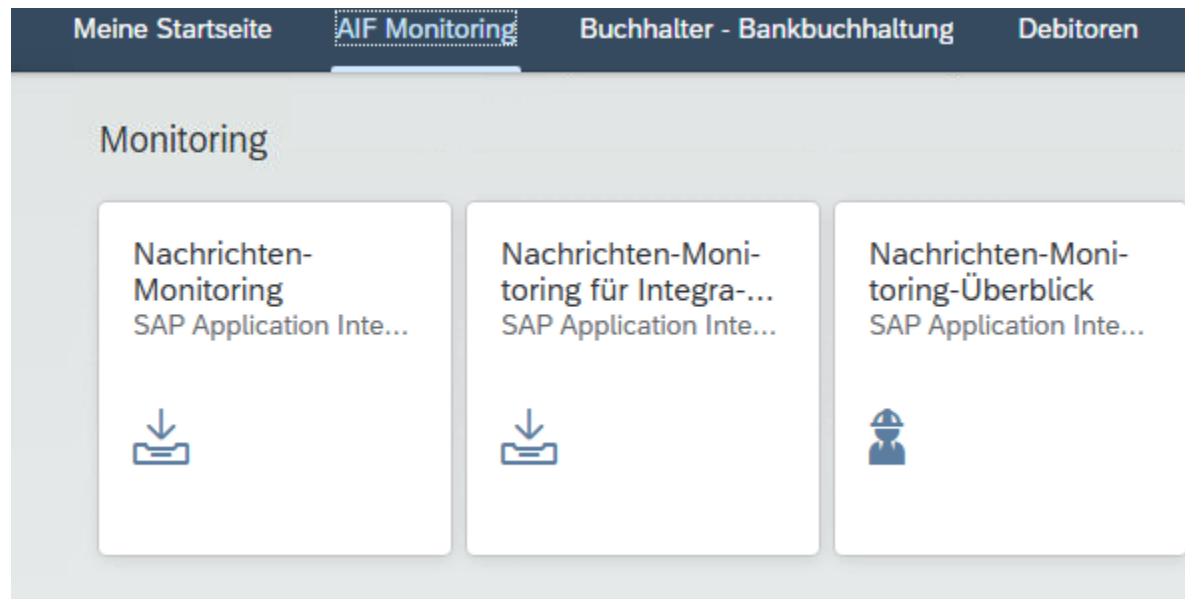 Meine Startseite AIF Monitoring Buchhalter - Bankbuchhaltung Debitoren
Monitoring
Nachrichten-
Monitoring
SAP Application Inte...
Nachrichten-Moni-
toring für Integra-...
SAP Application Inte...
Nachrichten-Moni-
toring-Überblick
SAP Application Inte...